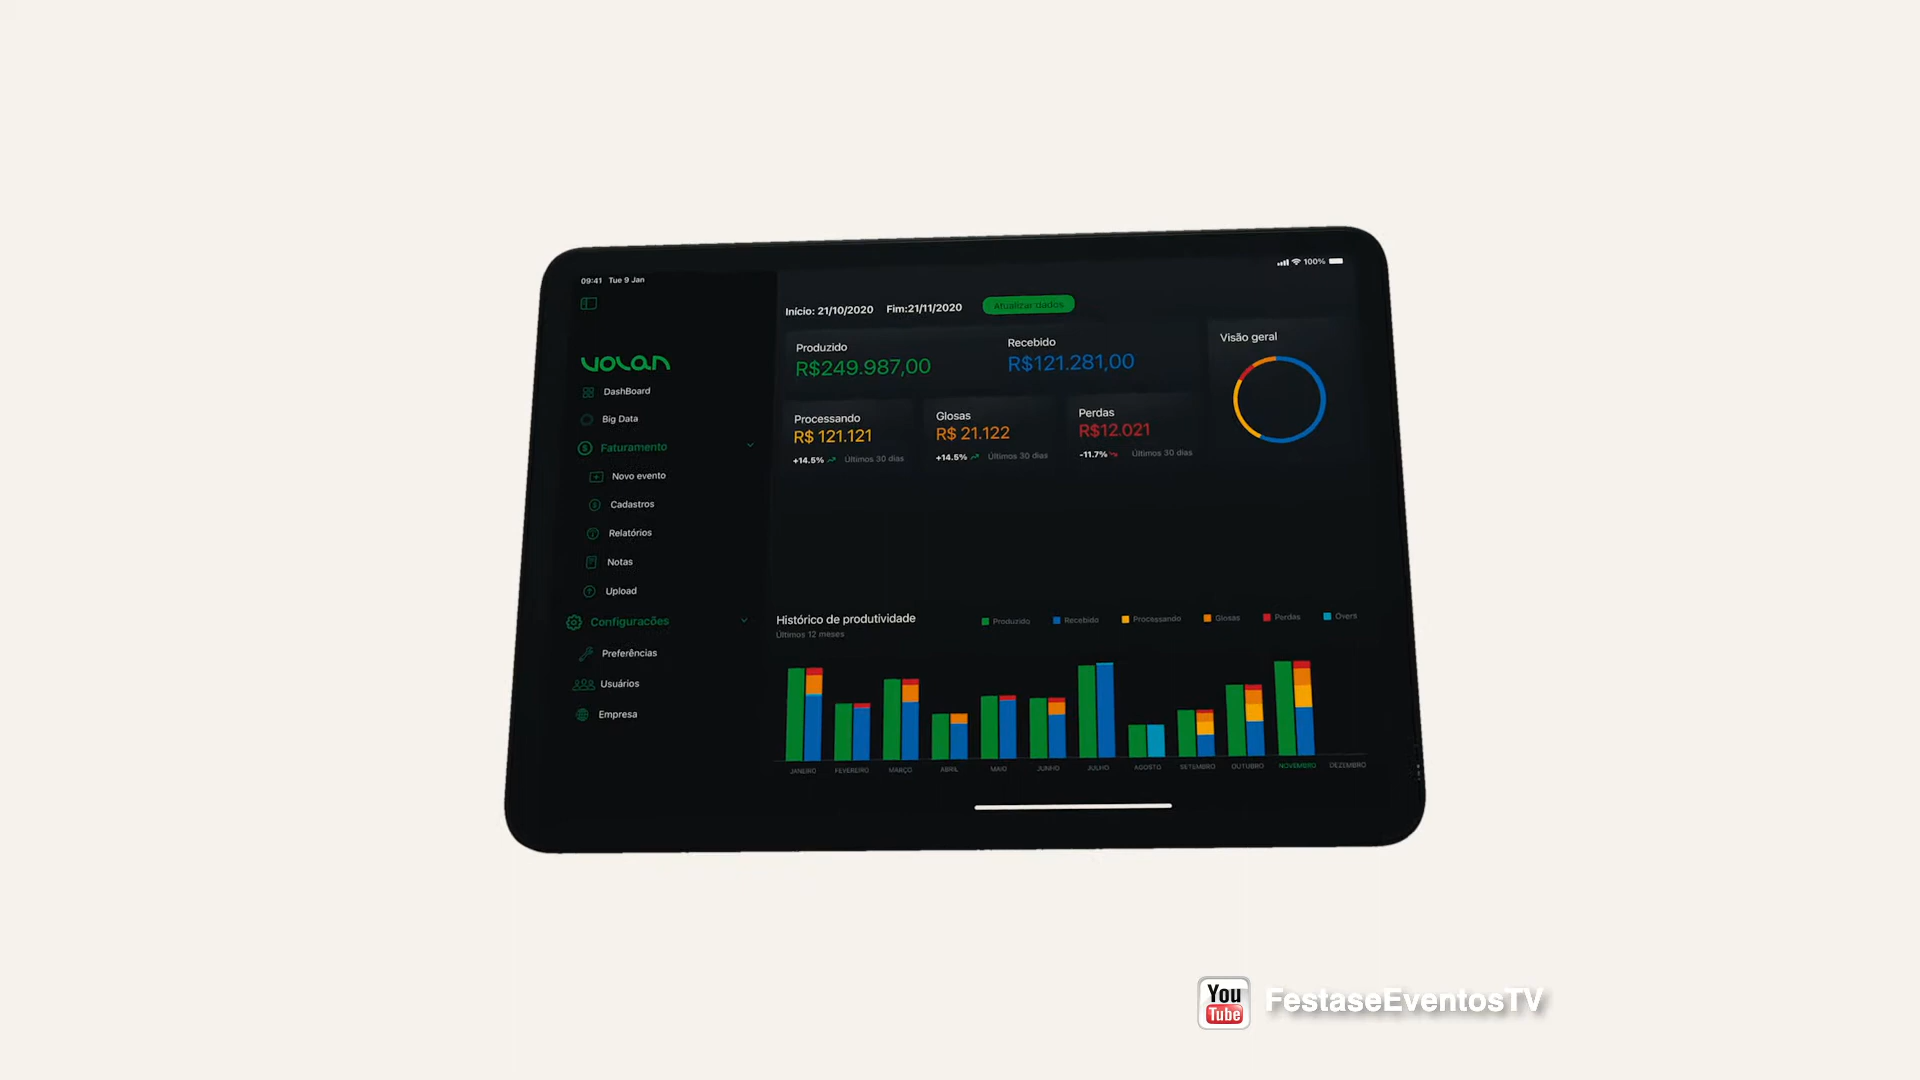 09:41 Tue 9 Jan
100%
volan
DashBoard
Big Data
Faturamento
Novo evento
Cadastros
Relatórios
Notas
Upload
Configuracões
Preferências
Usuários
Empresa
Início: 21/10/2020 Fim:21/11/2020 Atualizar dados
Produzido
R$249.987,00
Recebido
R$121.281,00
Visão geral
Processando
R$ 121.121
+14.5% Últimos 30 dias
Glosas
R$ 21.122
+14.5% Últimos 30 dias
Perdas
R$12.021
-11.7% Últimos 30 dias
Histórico de produtividade
Últimos 12 meses
Produzido Recebido Processando Glosas Perdas Overs
JANEIRO FEVEREIRO MARÇO ABRIL MAIO JUNHO JULHO AGOSTO SETEMBRO OUTUBRO NOVEMBRO DEZEMBRO
You
Tube
FestaseEventosTV